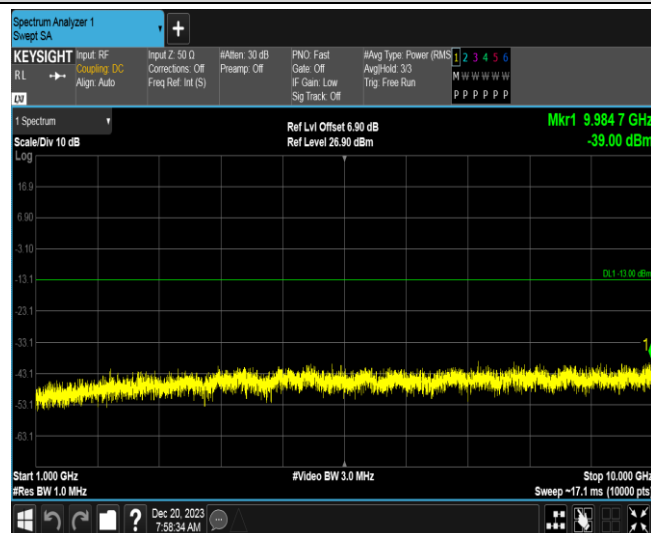 Spectrum Analyzer 1
Swept SA
+
KEYSIGHT
RL
Input: RF
Coupling: DC
Align: Auto
Input Z: 50 Ω
Corrections: Off
Freq Ref: Int (S)
#Atten: 30 dB
Preamp: Off
PNO: Fast
Gate: Off
IF Gain: Low
Sig Track: Off
#Avg Type: Power (RMS
Avg|Hold: 3/3
Trig: Free Run
1 2 3 4 5 6
M W W W W W
P P P P P P
1 Spectrum
Scale/Div 10 dB
Ref Lvl Offset 6.90 dB
Ref Level 26.90 dBm
Mkr1 9.984 7 GHz
-39.00 dBm
Log
16.9
6.90
-3.10
-13.1
DL1 -13.00 dBm
-23.1
-33.1
1
-43.1
-53.1
-63.1
Start 1.000 GHz
#Video BW 3.0 MHz
Stop 10.000 GHz
#Res BW 1.0 MHz
Sweep ~17.1 ms (10000 pts
?
Dec 20, 2023
7:58:34 AM